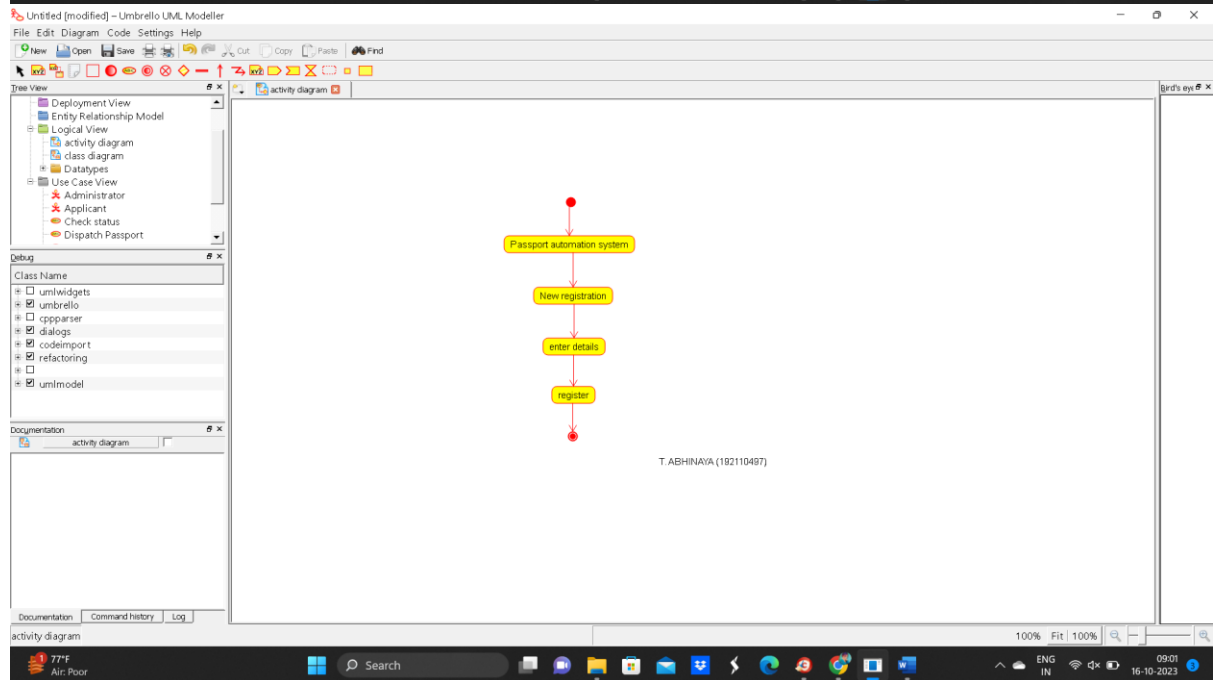 Untitled [modified] – Umbrello UML Modeller
File Edit Diagram Code Settings Help
New Open Save Cut Copy Paste Find
Tree View
activity diagram
Bird's eye
Deployment View
Entity Relationship Model
Logical View
activity diagram
class diagram
Datatypes
Use Case View
Administrator
Applicant
Check status
Dispatch Passport
Debug
Class Name
umlwidgets
umbrello
cppparser
dialogs
codeimport
refactoring
umlmodel
Documentation
activity diagram
Documentation Command history Log
Passport automation system
New registration
enter details
register
T.ABHINAYA (192110497)
activity diagram
100% Fit 100%
1
77°F
Air: Poor
Search
ENG
IN
09:01
16-10-2023
3